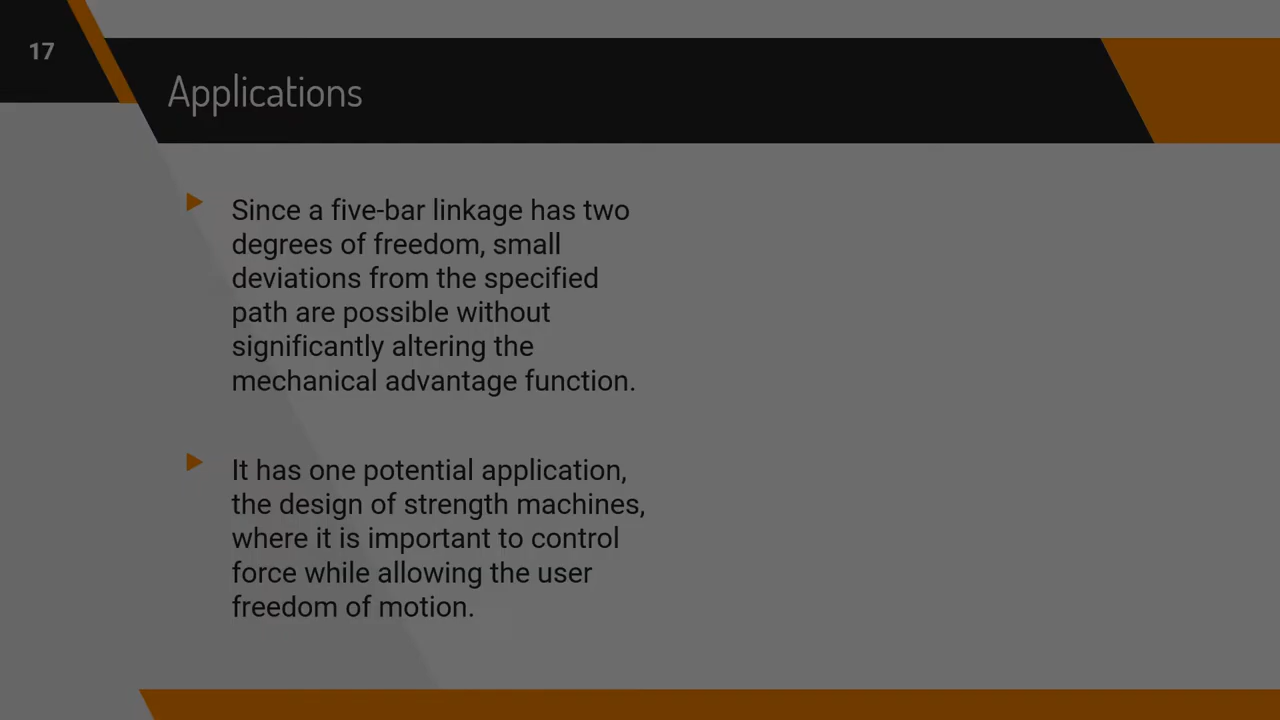 17
Applications
Since a five-bar linkage has two
degrees of freedom, small
deviations from the specified
path are possible without
significantly altering the
mechanical advantage function.
It has one potential application,
the design of strength machines,
where it is important to control
force while allowing the user
freedom of motion.